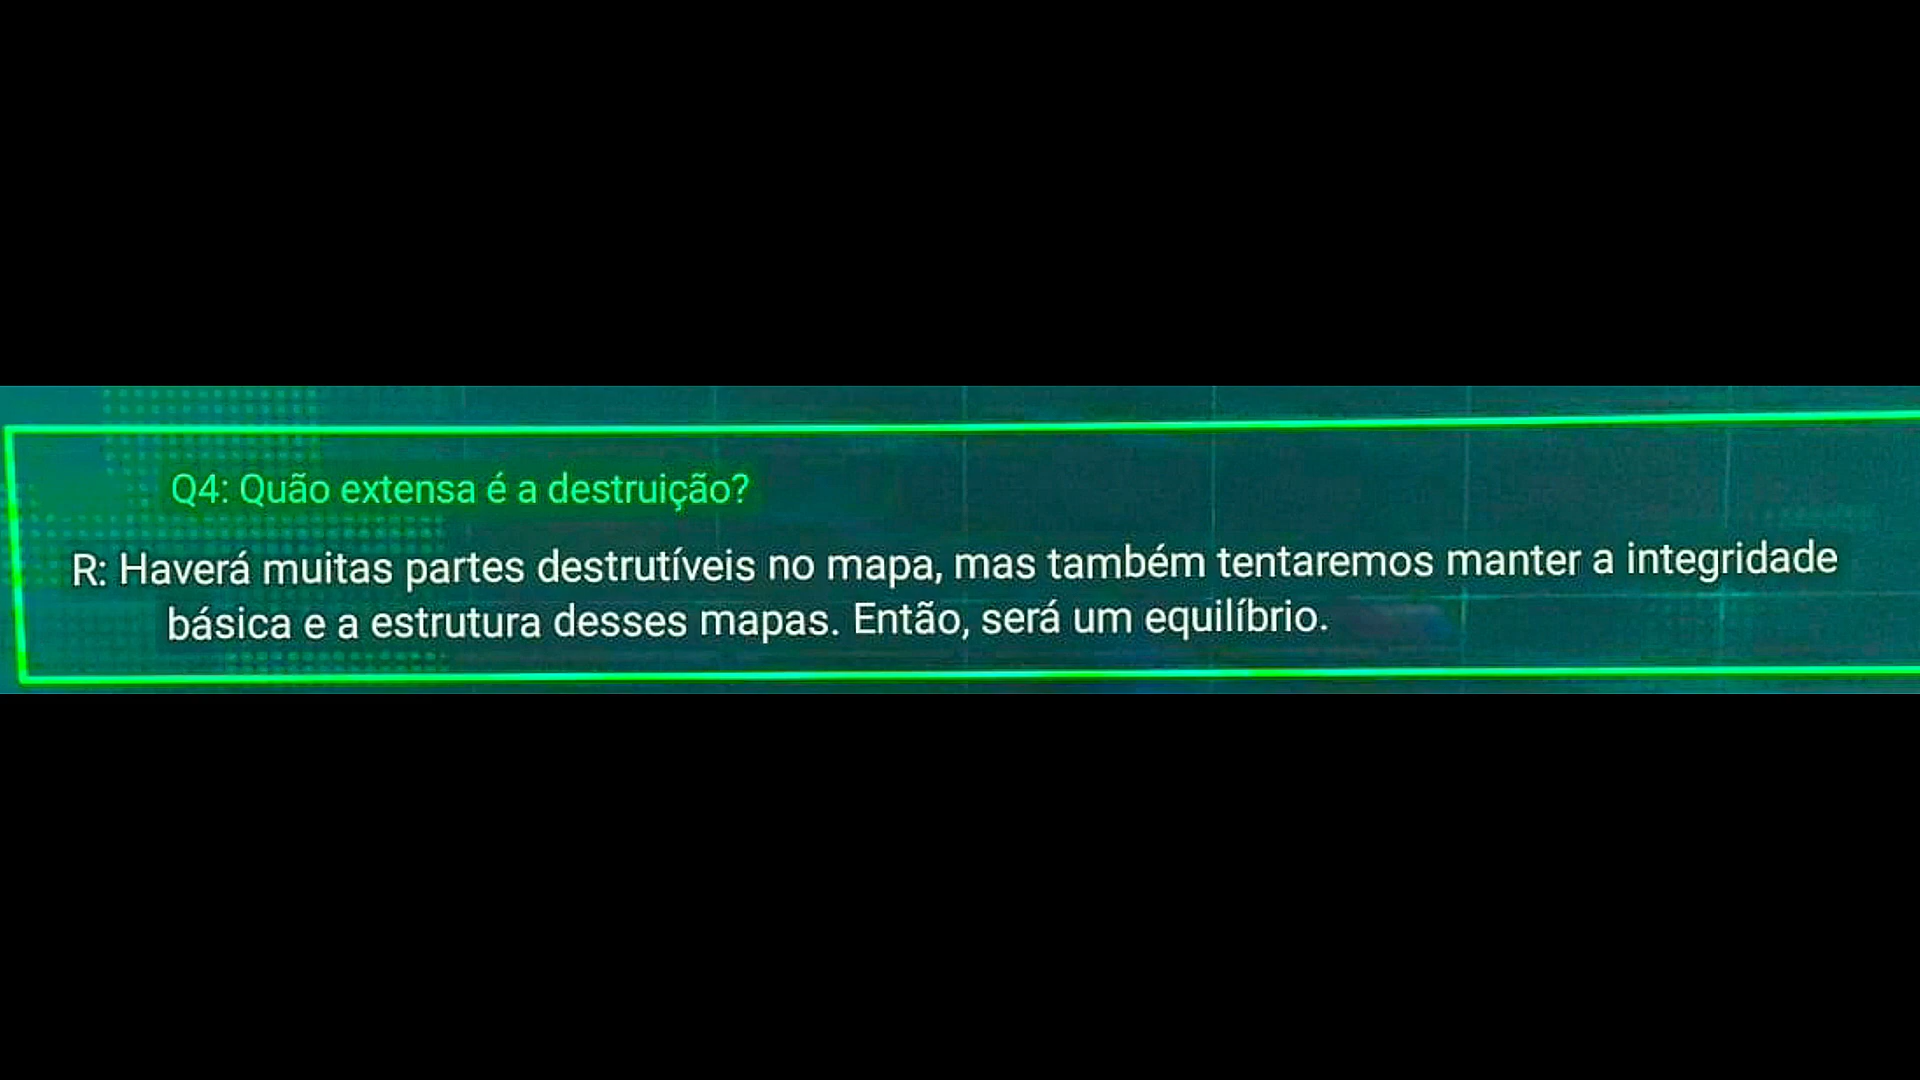 Q4: Quão extensa é a destruição?
R: Haverá muitas partes destrutíveis no mapa, mas também tentaremos manter a integridade
básica e a estrutura desses mapas. Então, será um equilíbrio.